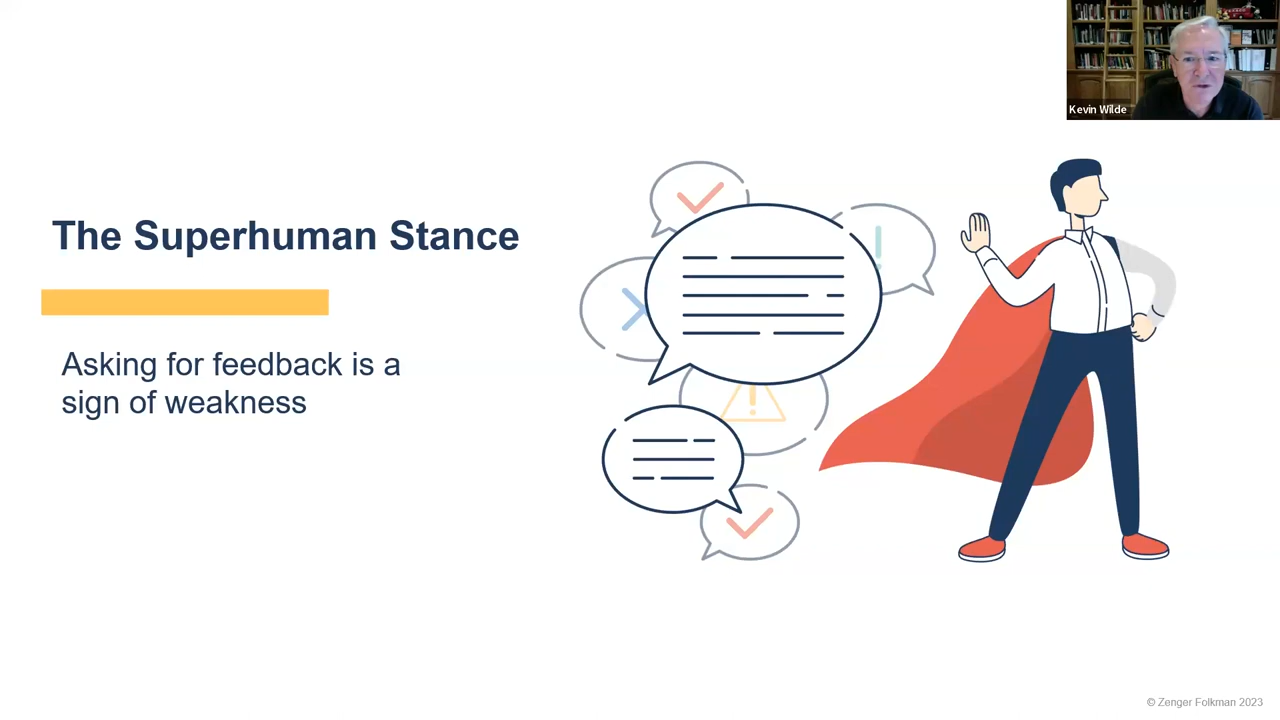 Kevin Wilde
The Superhuman Stance
Asking for feedback is a
sign of weakness
© Zenger Folkman 2023